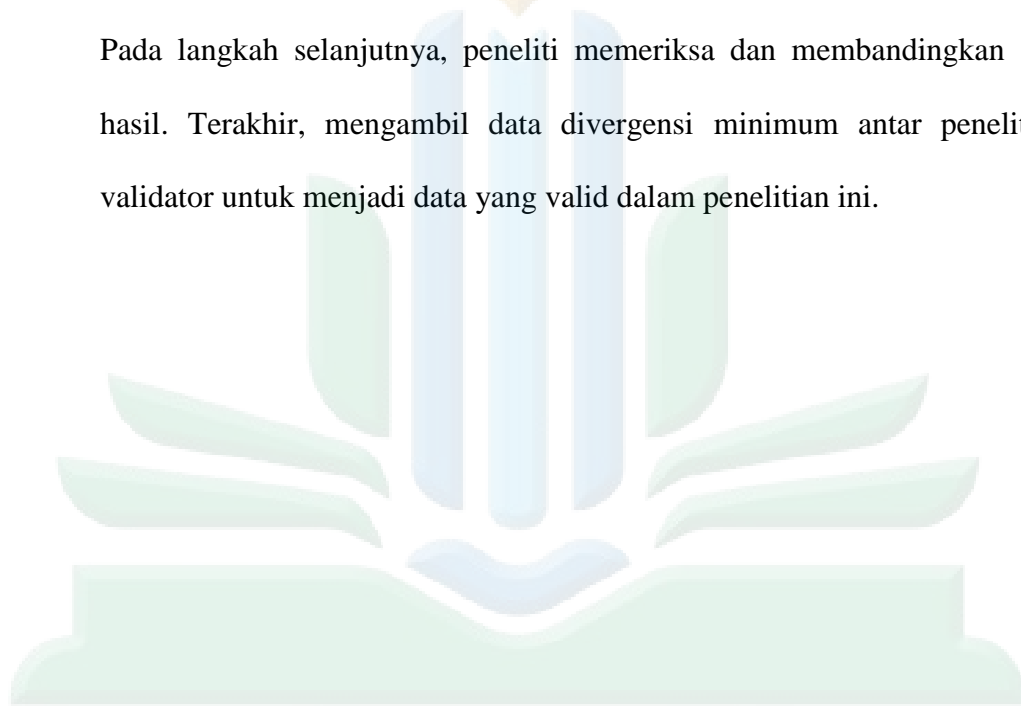 Pada langkah selanjutnya, peneliti memeriksa dan membandingkan
hasil. Terakhir, mengambil data divergensi minimum antar
validator untuk menjadi data yang valid dalam penelitian ini.